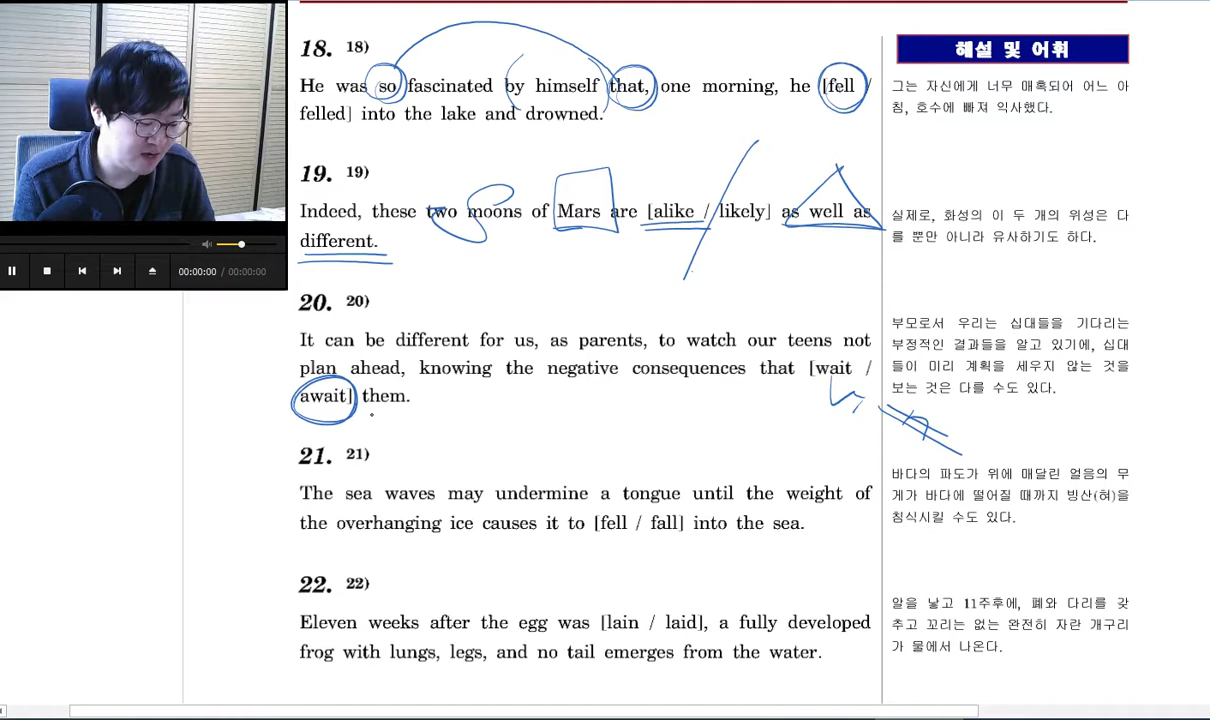 18. 18)
He was so fascinated by himself that, one morning, he [fell /
felled] into the lake and drowned.
19. 19)
Indeed, these two moons of Mars are [alike / likely] as well as
different.
20. 20)
It can be different for us, as parents, to watch our teens not
plan ahead, knowing the negative consequences that [wait /
await] them.
21. 21)
The sea waves may undermine a tongue until the weight of
the overhanging ice causes it to [fell / fall] into the sea.
22. 22)
Eleven weeks after the egg was [lain / laid], a fully developed
frog with lungs, legs, and no tail emerges from the water.
해설 및 어휘
그는 자신에게 너무 매혹되어 어느 아
침, 호수에 빠져 익사했다.
실제로, 화성의 이 두 개의 위성은 다
를 뿐만 아니라 유사하기도 하다.
부모로서 우리는 십대들을 기다리는
부정적인 결과들을 알고 있기에, 십대
들이 미리 계획을 세우지 않는 것을
보는 것은 다를 수도 있다.
바다의 파도가 위에 매달린 얼음의 무
게가 바다에 떨어질 때까지 빙산(혀)을
침식시킬 수도 있다.
알을 낳고 11주후에, 폐와 다리를 갖
추고 꼬리는 없는 완전히 자란 개구리
가 물에서 나온다.
00:00:00 / 00:00:00